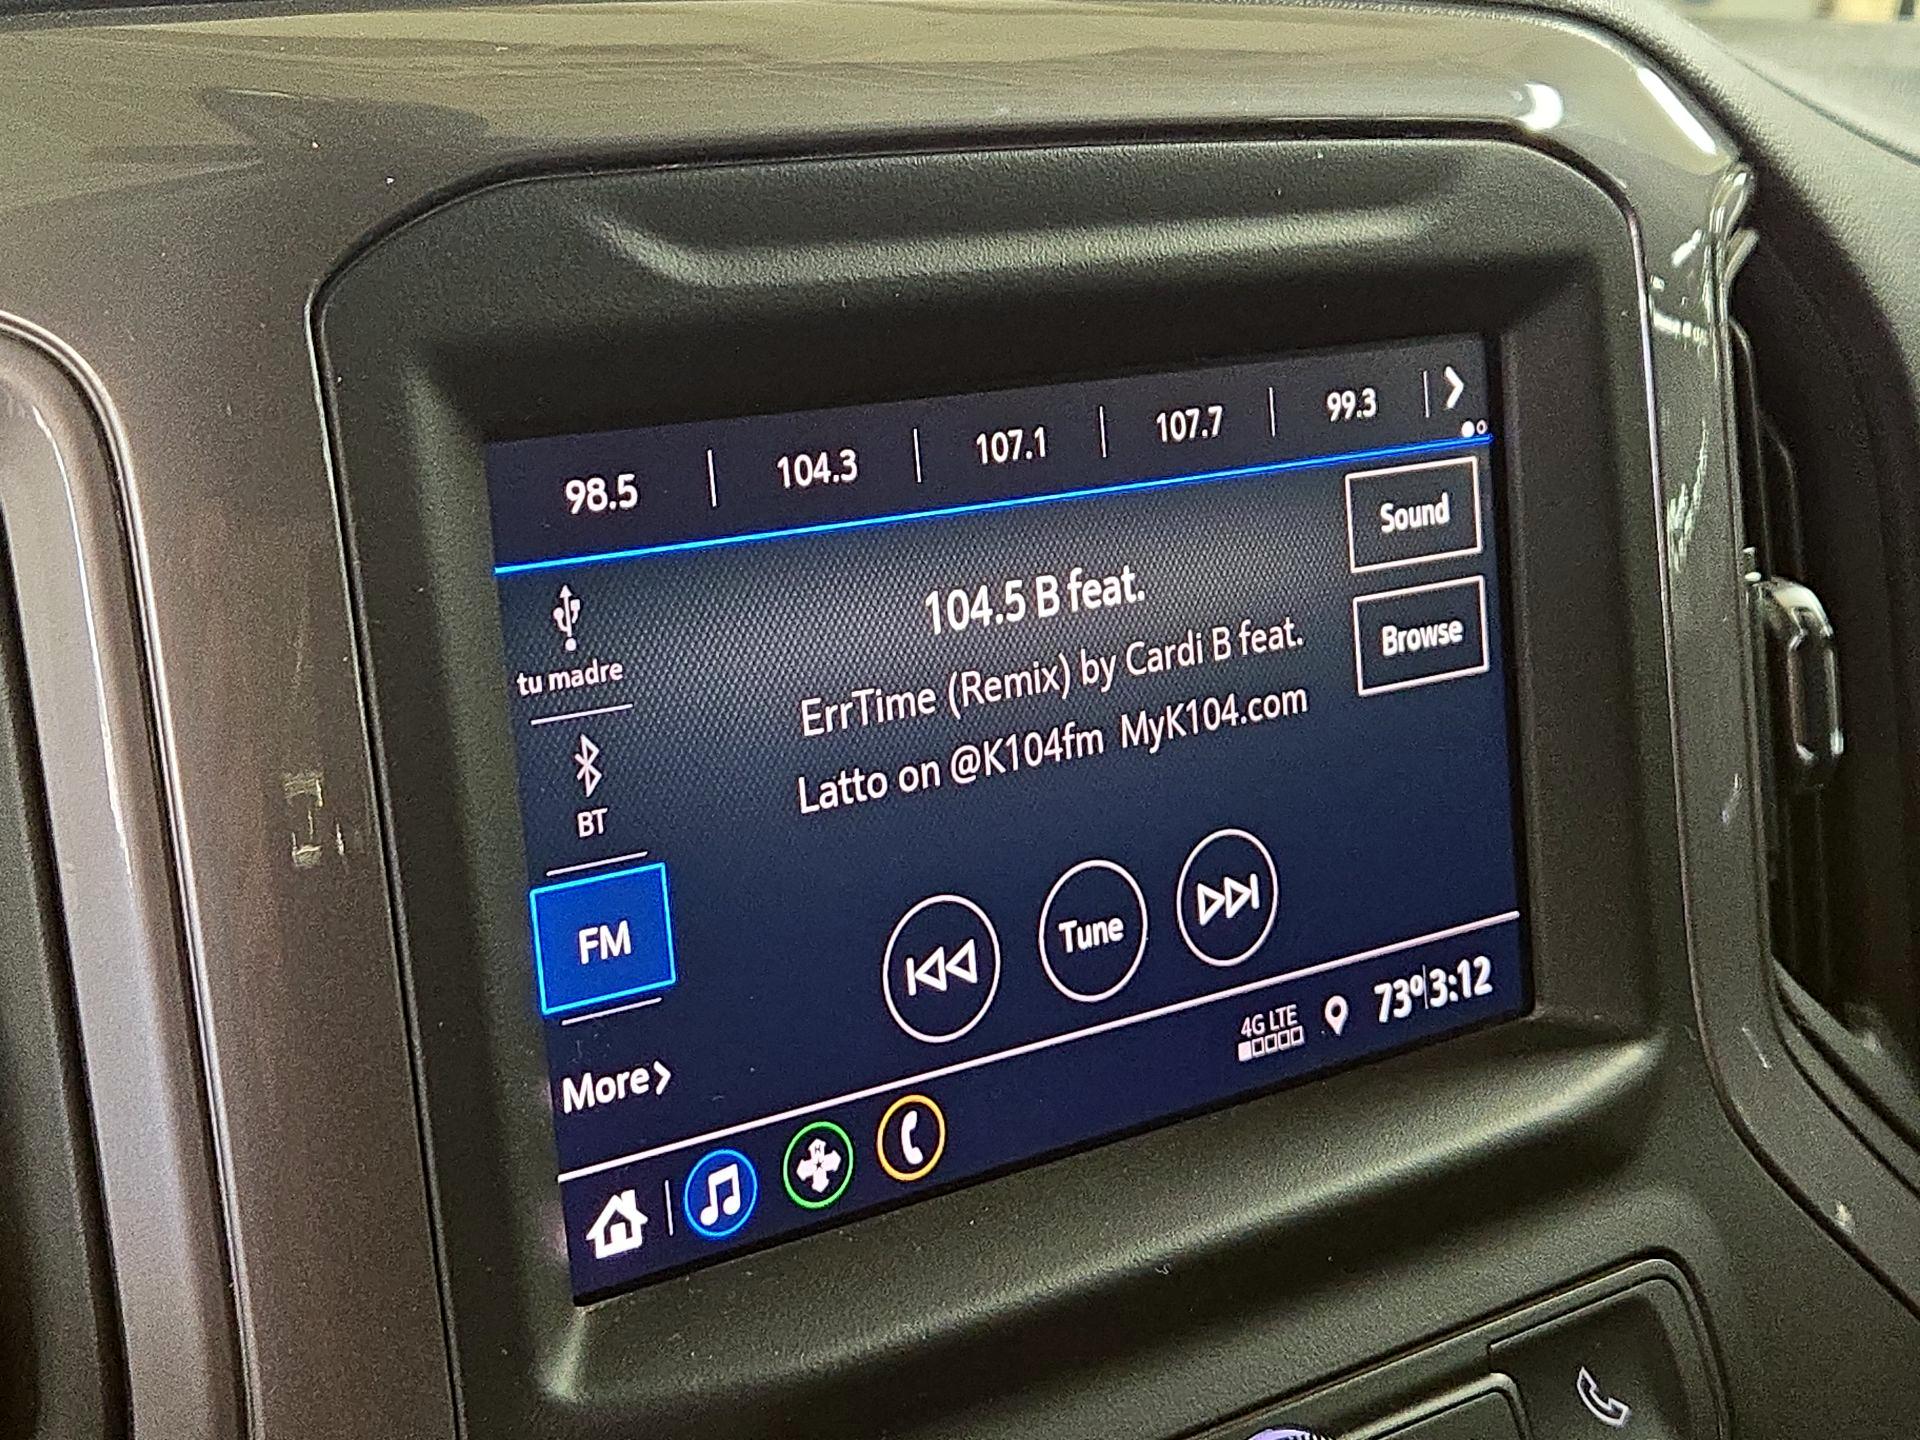 98.5 104.3 107.1 107.7 99.3
Sound
Browse
104.5 B feat.
ErrTime (Remix) by Cardi B feat.
Latto on @K104fm MyK104.com
tu madre
BT
FM
More
Tune
4G LTE
73° 3:12